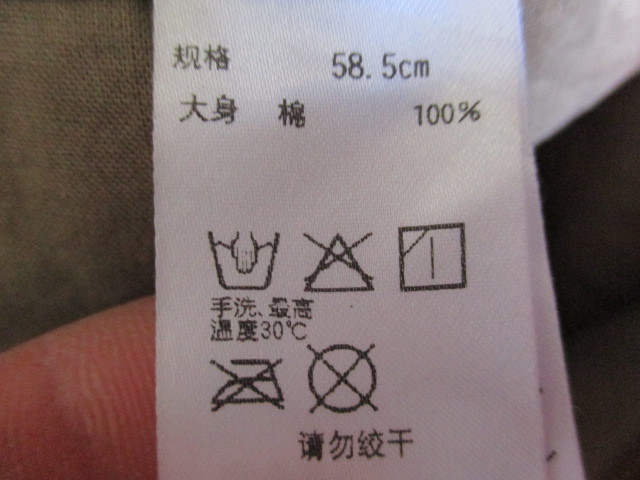 规格 58.5cm
大身 棉 100%
手洗、最高
温度30℃
请勿绞干